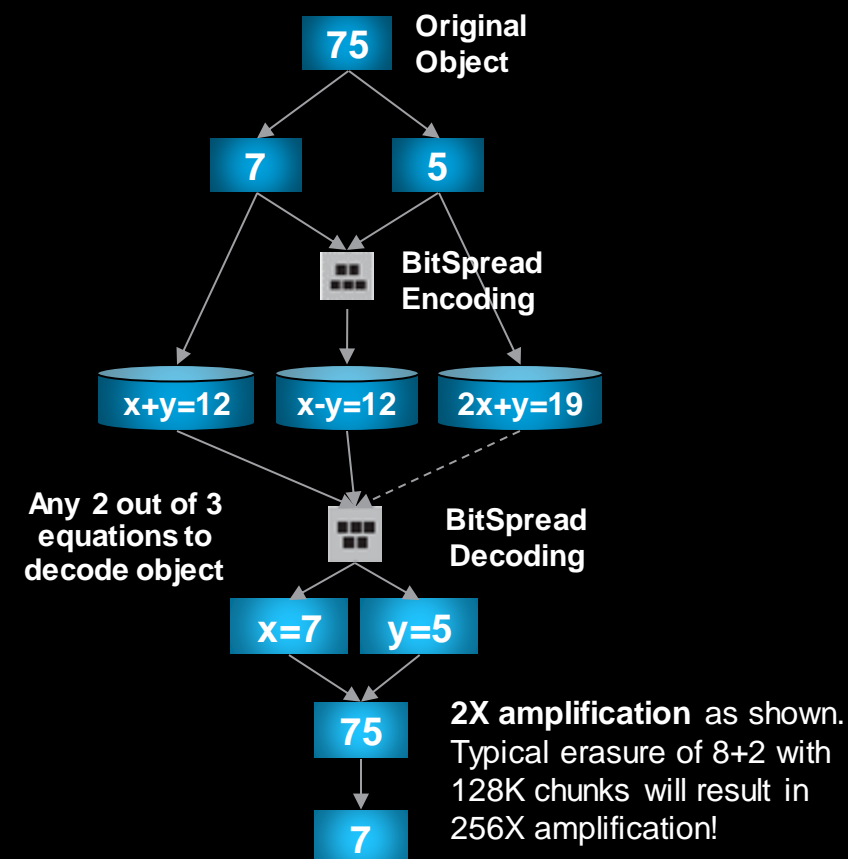 75
Original
Object
7
5
BitSpread
Encoding
x+y=12
x-y=12
2x+y=19
Any 2 out of 3
equations to
decode object
BitSpread
Decoding
x=7
y=5
75
2X amplification as shown.
Typical erasure of 8+2 with
128K chunks will result in
256X amplification!
7